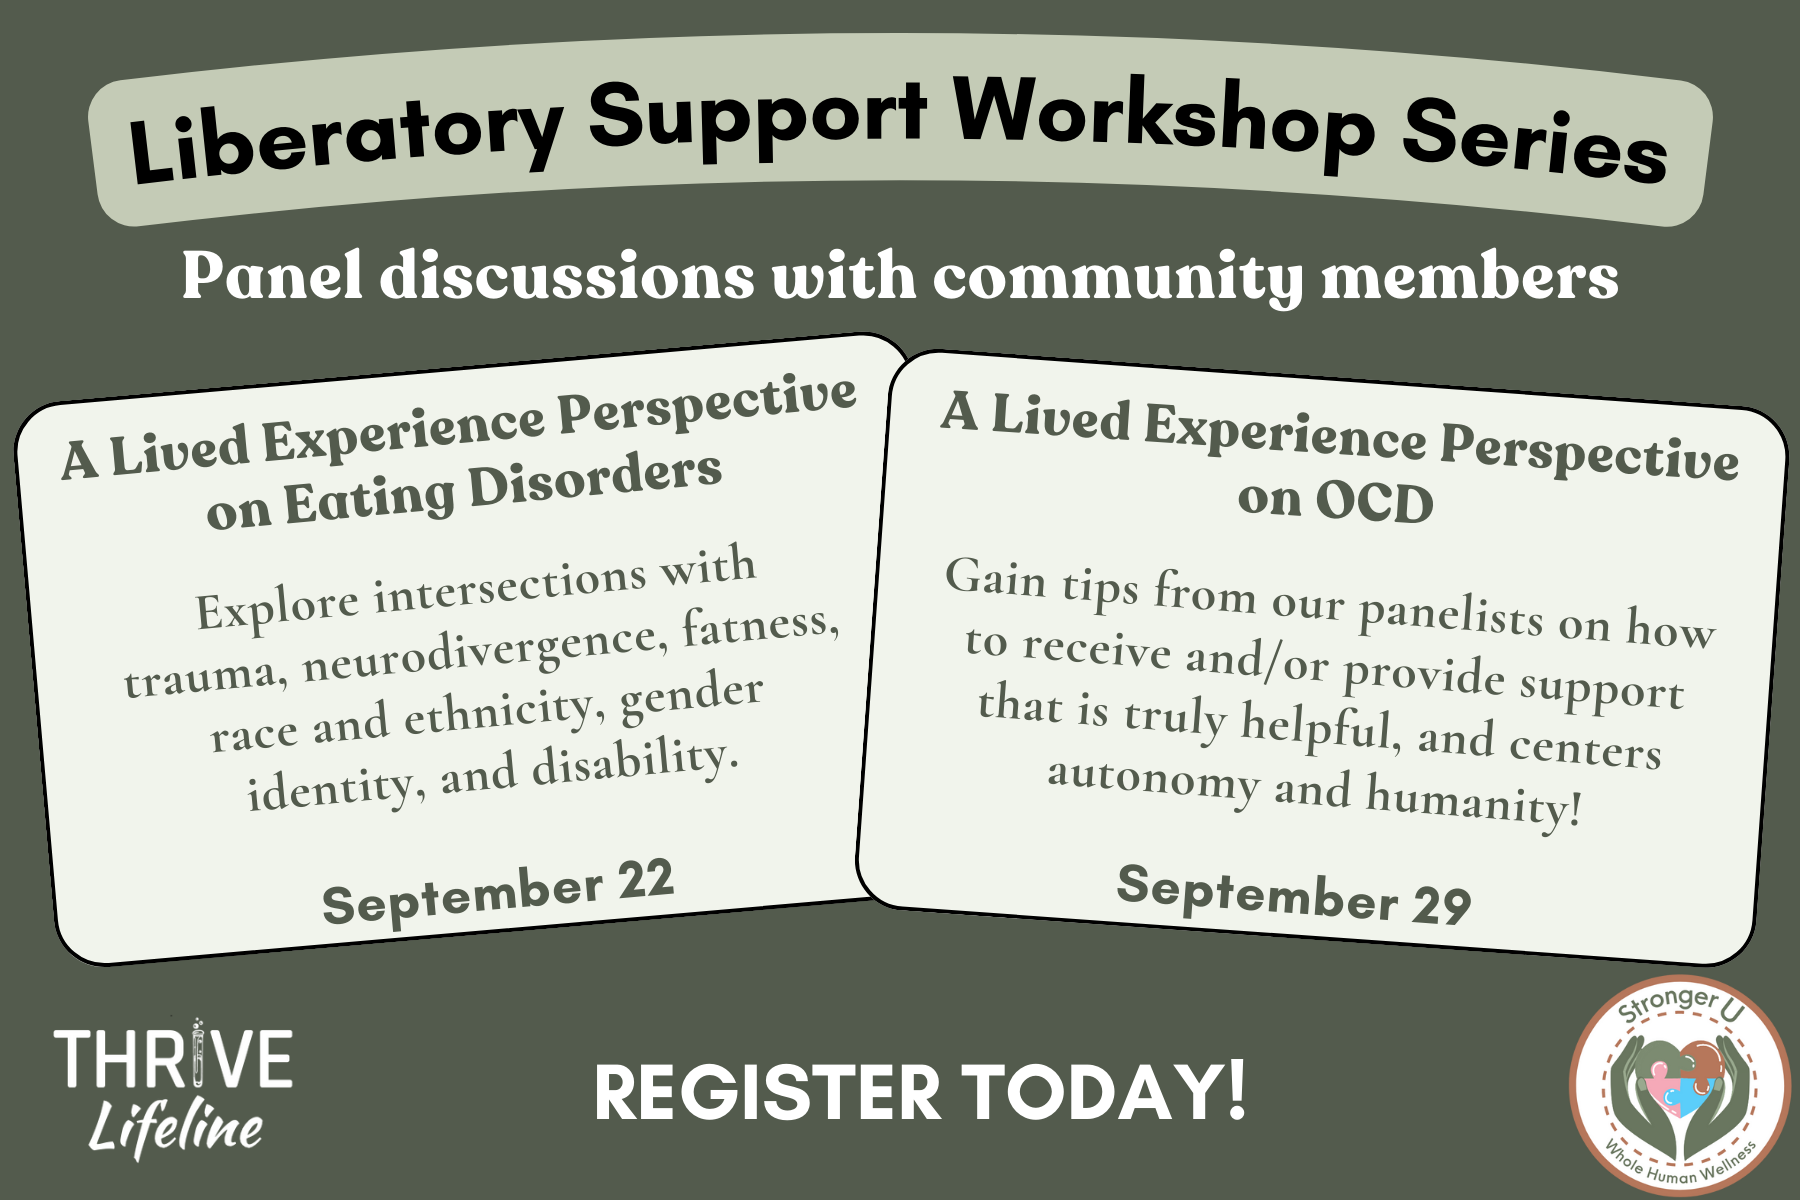 Liberatory Support Workshop Series
Panel discussions with community members
A Lived Experience Perspective
on Eating Disorders
Explore intersections with
trauma, neurodivergence, fatness,
race and ethnicity, gender
identity, and disability.
September 22
A Lived Experience Perspective
on OCD
Gain tips from our panelists on how
to receive and/or provide support
that is truly helpful, and centers
autonomy and humanity!
September 29
THRIVE
Lifeline
REGISTER TODAY!
Stronger U
Whole Human Wellness